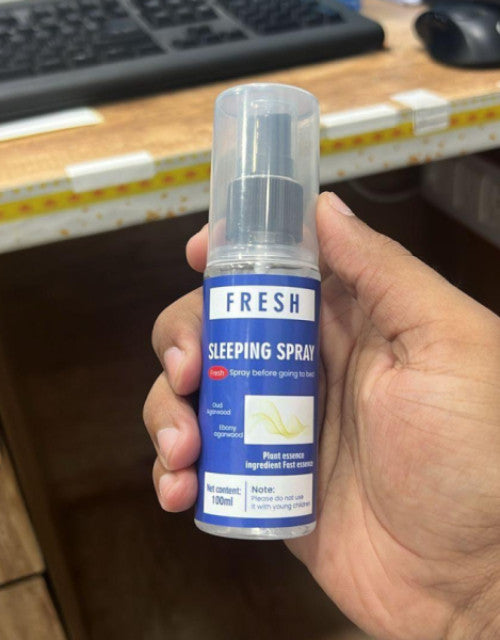 FRESH
SLEEPING SPRAY
Fresh Spray before going to bed
Oud
Agarwood
Ebony
agarwood
Plant essence
ingredient Fast essence
Net content:
100ml
Note:
Please do not use
it with young children